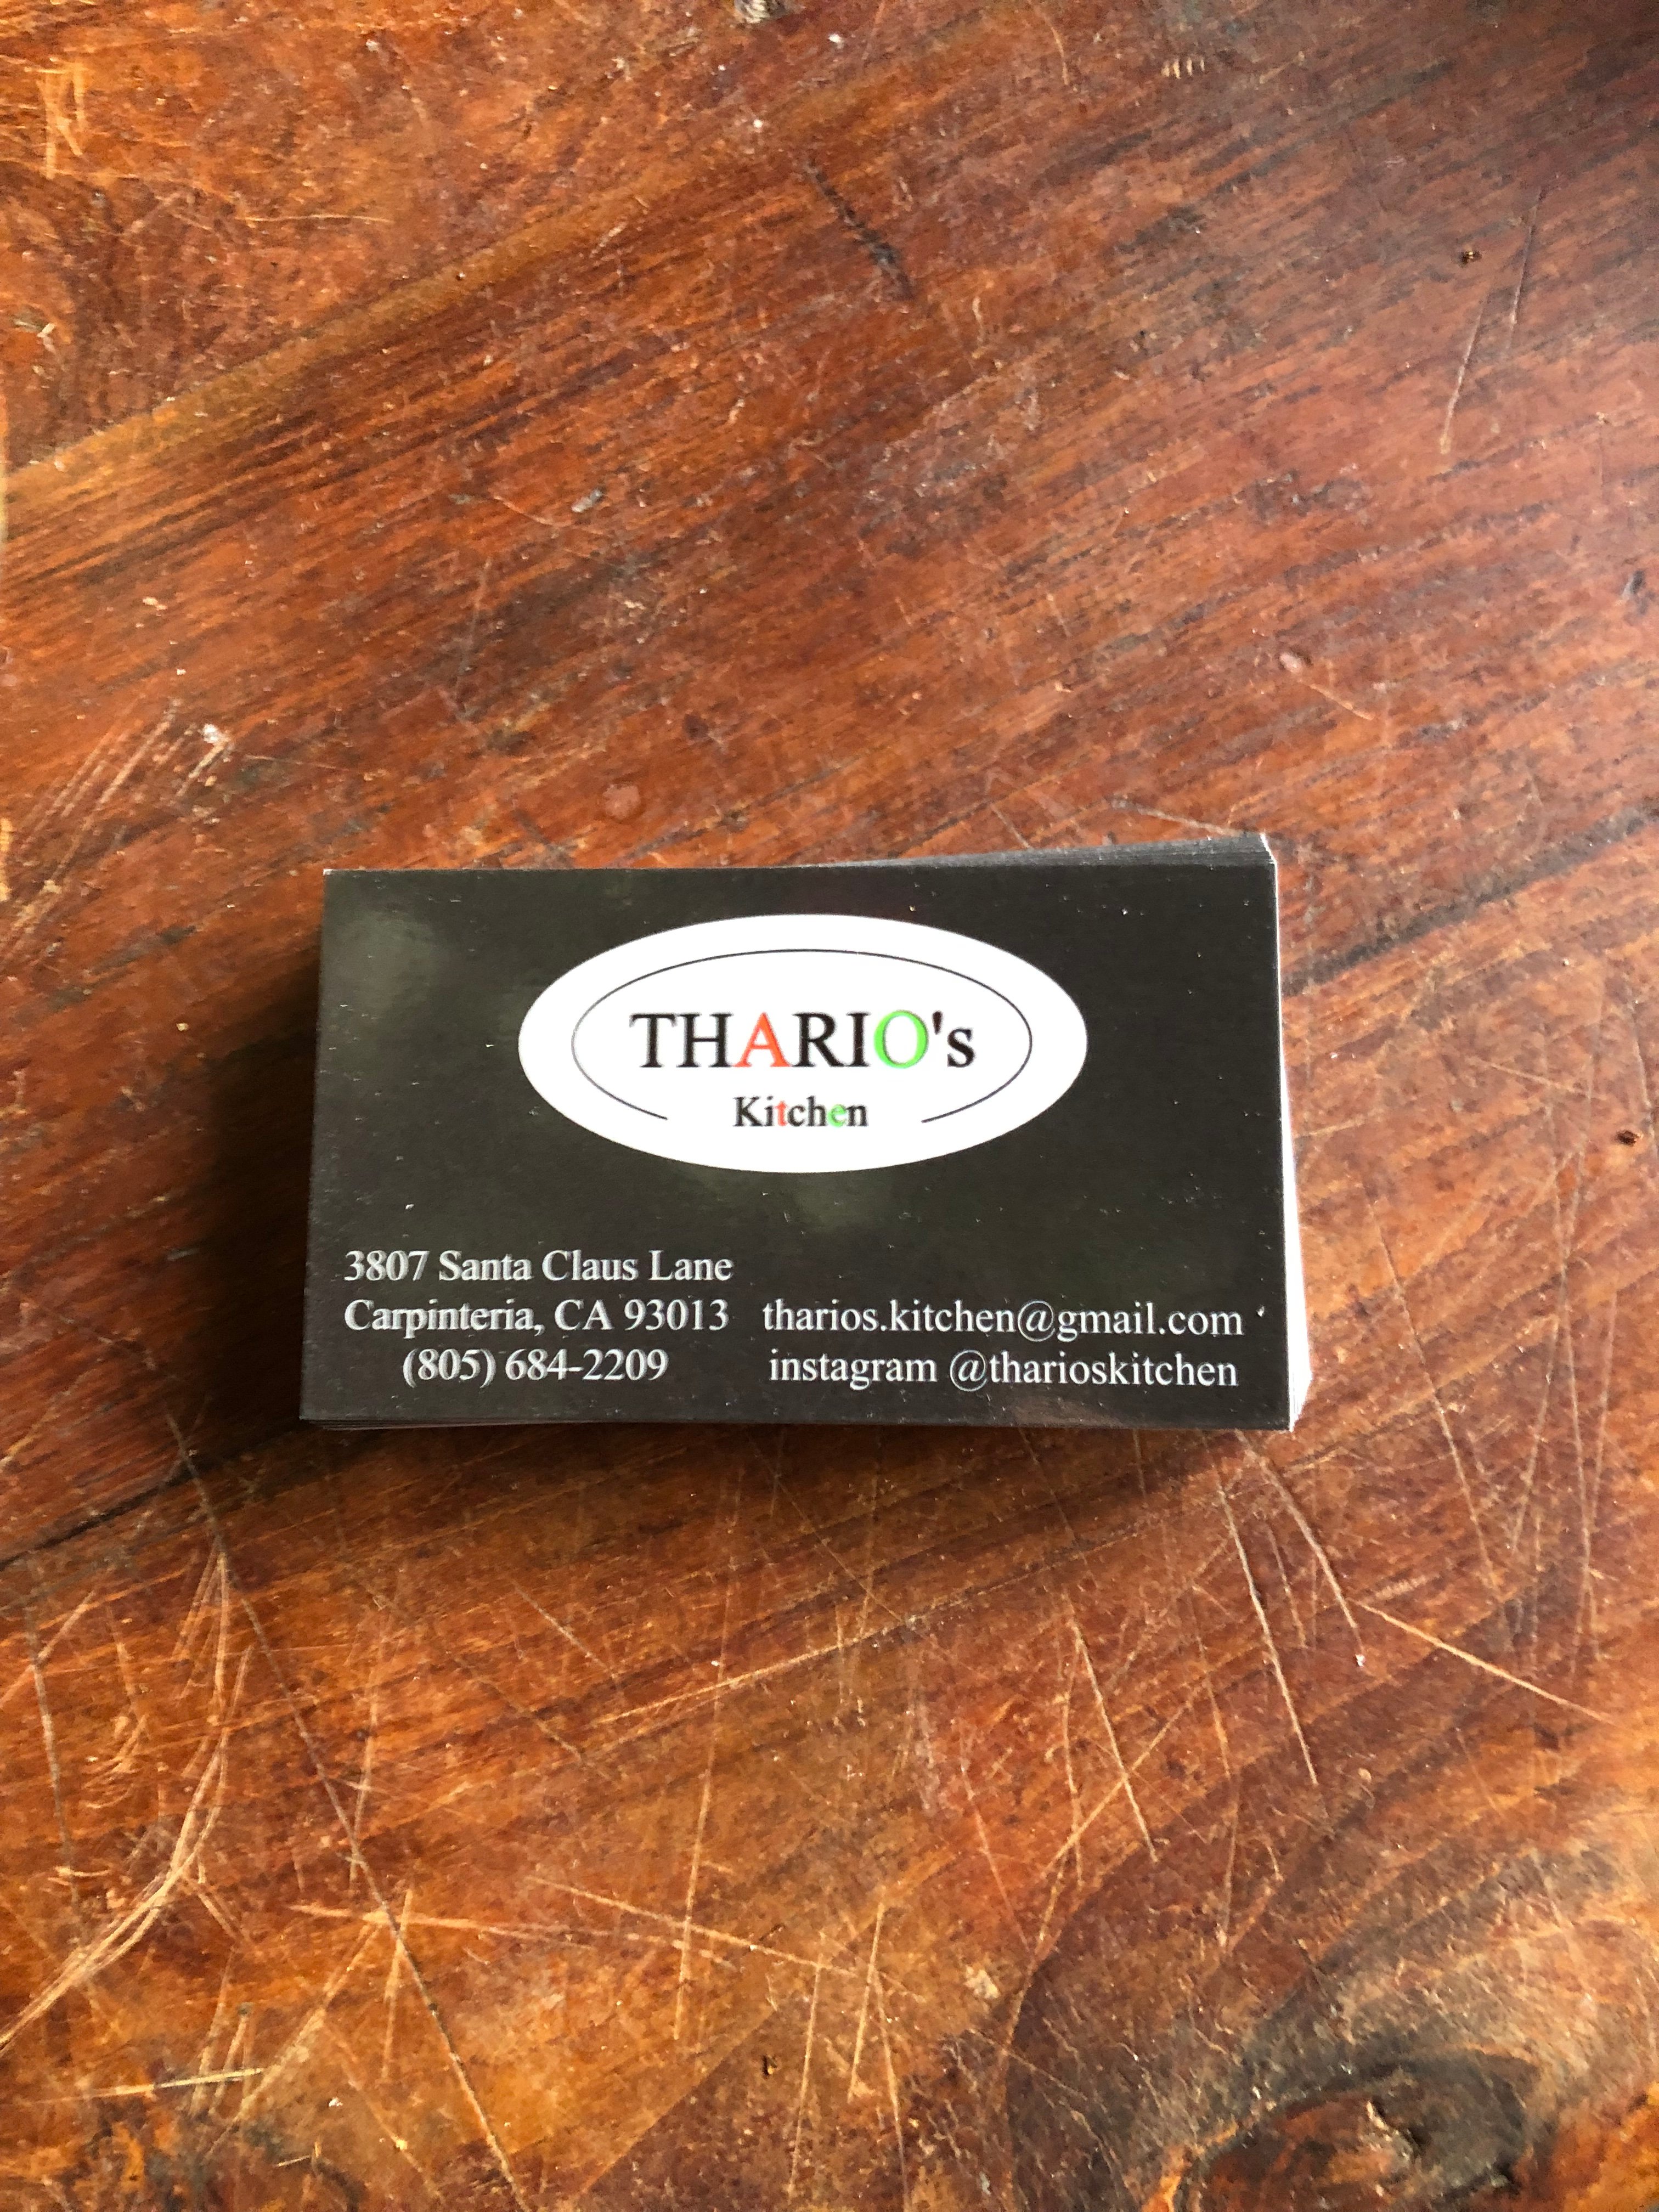 THARIO's
Kitchen
3807 Santa Claus Lane
Carpinteria, CA 93013
(805) 684-2209
tharios.kitchen@gmail.com
instagram @tharioskitchen